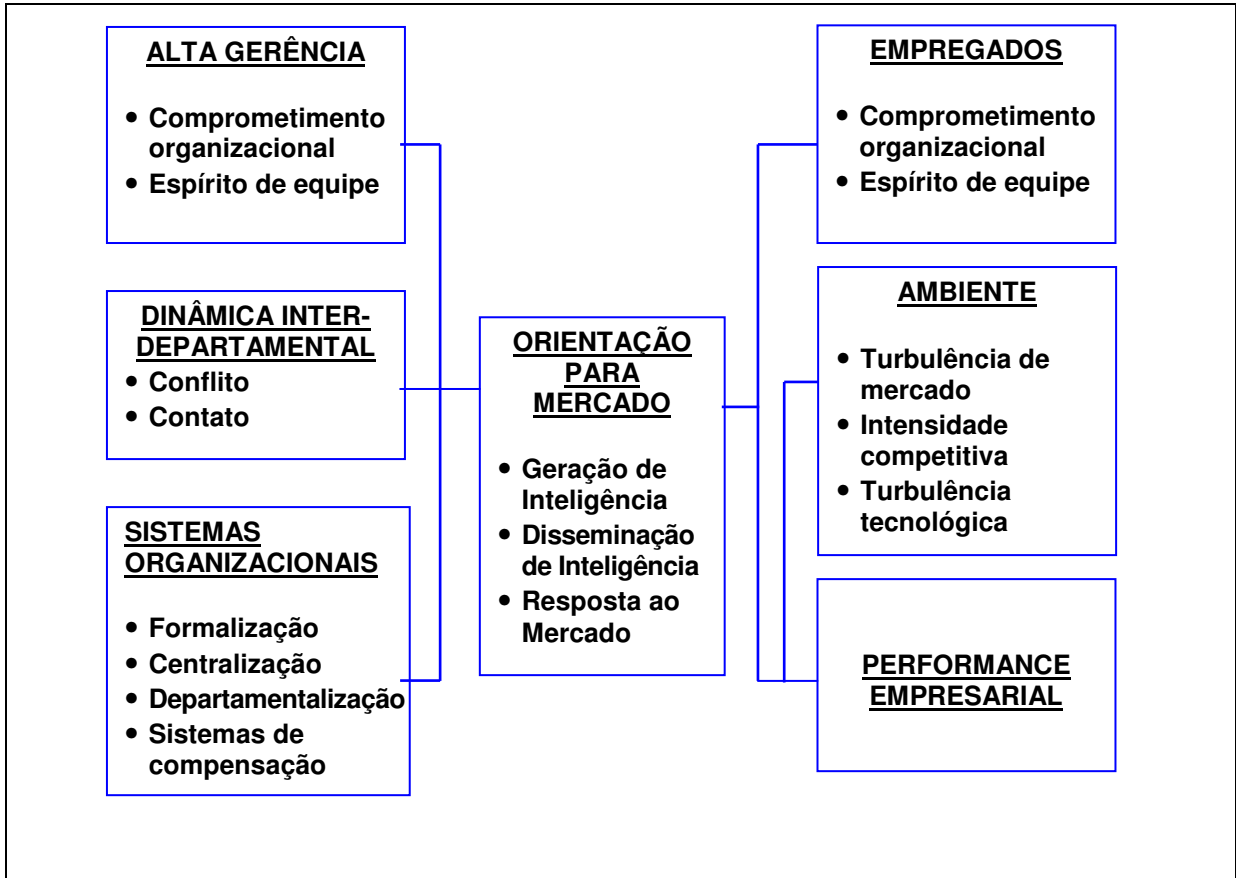 ALTA GERÊNCIA
• Comprometimento
organizacional
• Espírito de equipe
DINÂMICA INTER-
DEPARTAMENTAL
• Conflito
• Contato
SISTEMAS
ORGANIZACIONAIS
• Formalização
• Centralização
• Departamentalização
• Sistemas de
compensação
ORIENTAÇÃO
PARA
MERCADO
• Geração de
Inteligência
• Disseminação
de Inteligência
• Resposta ao
Mercado
EMPREGADOS
• Comprometimento
organizacional
• Espírito de equipe
AMBIENTE
• Turbulência de
mercado
• Intensidade
competitiva
• Turbulência
tecnológica
PERFORMANCE
EMPRESARIAL